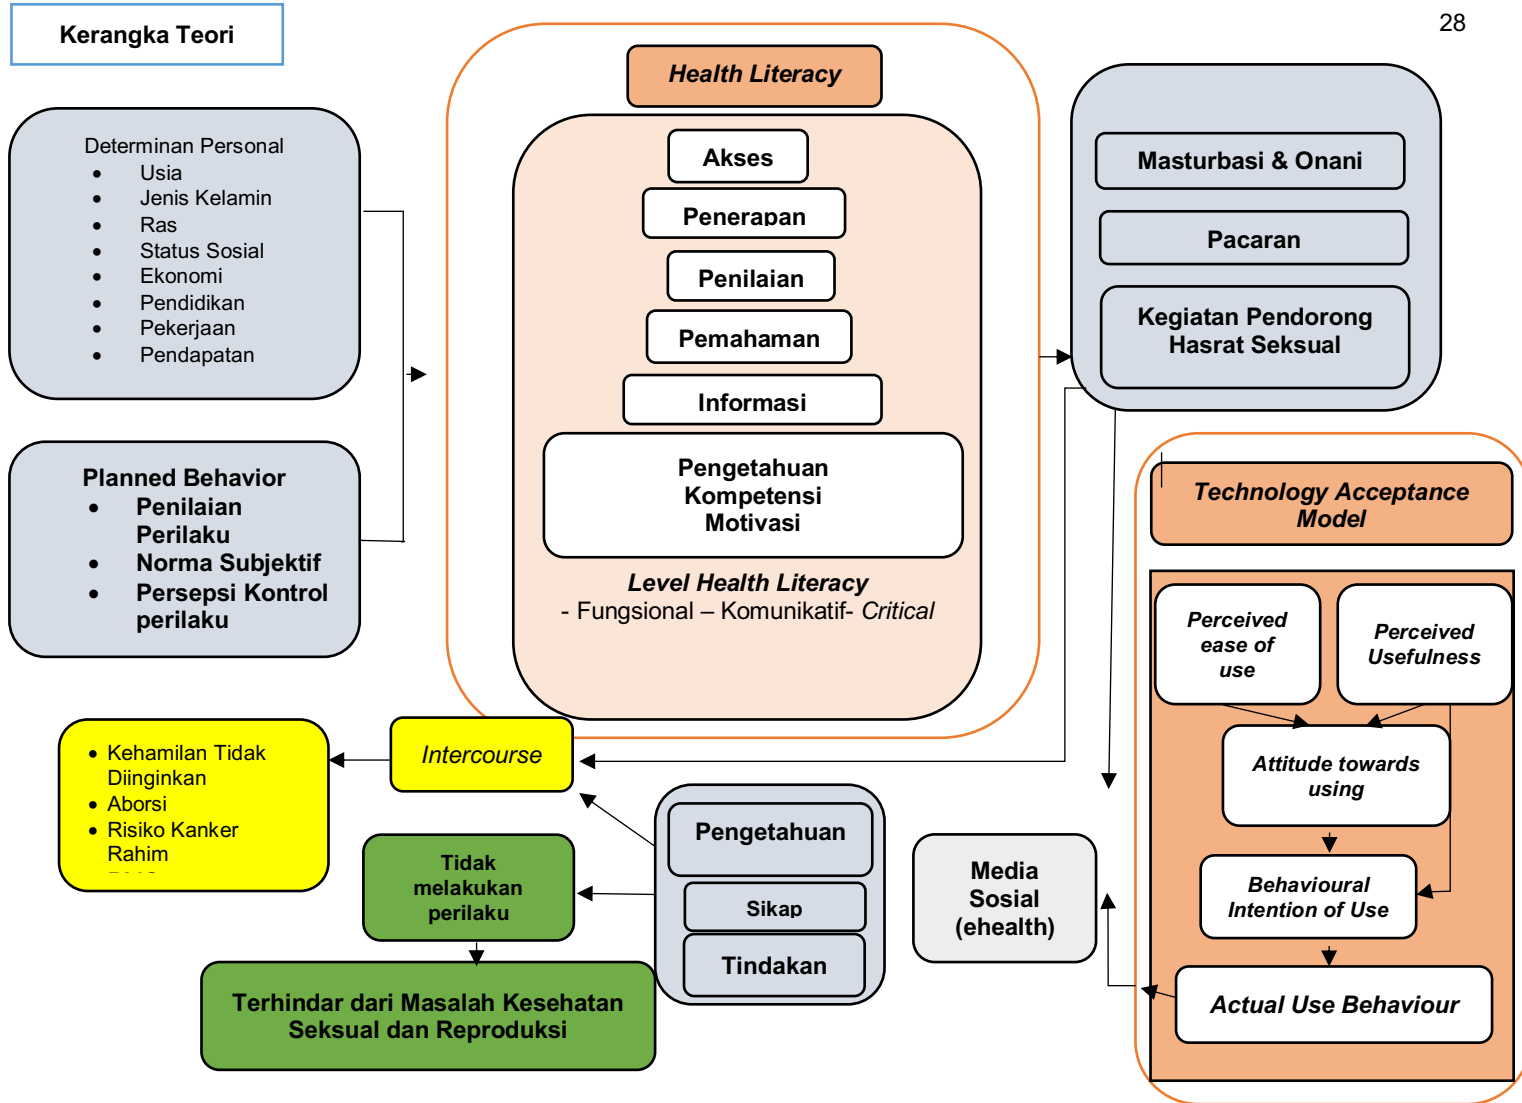 Kerangka Teori
28
Determinan Personal
• Usia
• Jenis Kelamin
• Ras
• Status Sosial
• Ekonomi
• Pendidikan
• Pekerjaan
• Pendapatan
Planned Behavior
• Penilaian
Perilaku
• Norma Subjektif
• Persepsi Kontrol
perilaku
Health Literacy
Akses
Penerapan
Penilaian
Pemahaman
Informasi
Pengetahuan
Kompetensi
Motivasi
Level Health Literacy
- Fungsional – Komunikatif- Critical
Masturbasi & Onani
Pacaran
Kegiatan Pendorong
Hasrat Seksual
Technology Acceptance
Model
Perceived
ease of
use
Perceived
Usefulness
Attitude towards
using
Behavioural
Intention of Use
Actual Use Behaviour
Media
Sosial
(ehealth)
Intercourse
• Kehamilan Tidak
Diinginkan
• Aborsi
• Risiko Kanker
Rahim
Pengetahuan
Sikap
Tindakan
Tidak
melakukan
perilaku
Terhindar dari Masalah Kesehatan
Seksual dan Reproduksi